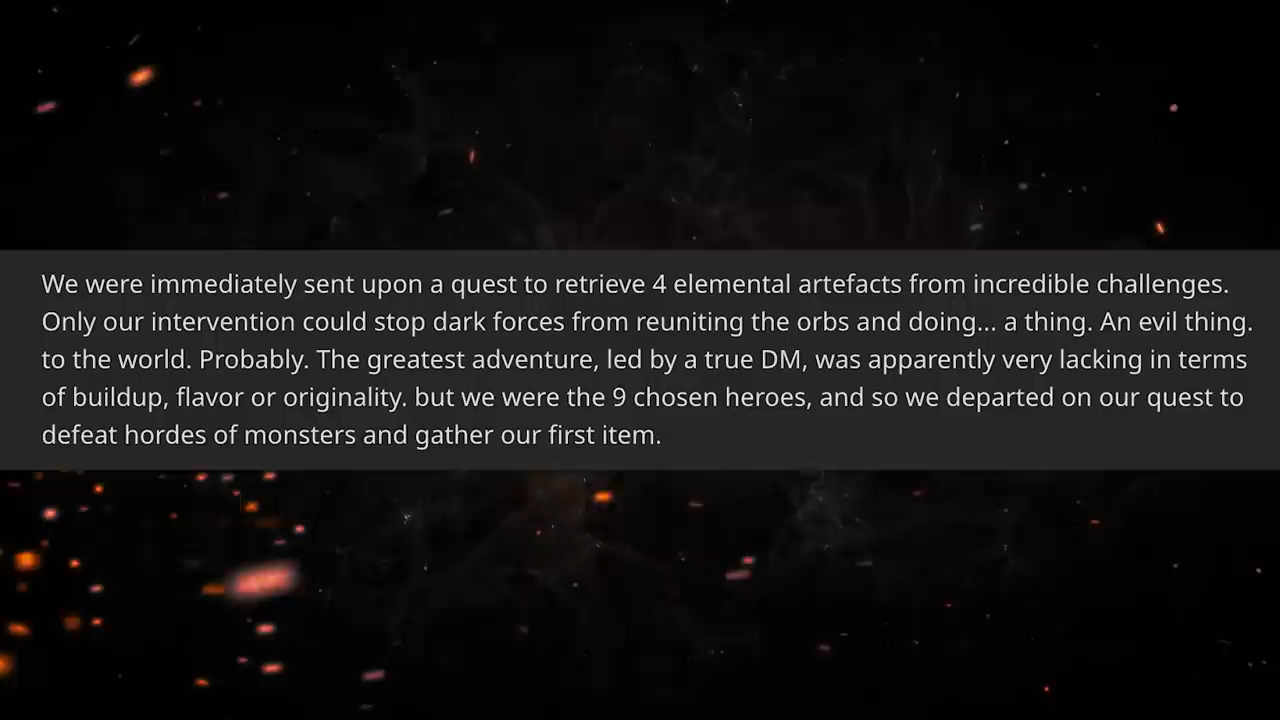 We were immediately sent upon a quest to retrieve 4 elemental artefacts from incredible challenges.
Only our intervention could stop dark forces from reuniting the orbs and doing... a thing. An evil thing.
to the world. Probably. The greatest adventure, led by a true DM, was apparently very lacking in terms
of buildup, flavor or originality. but we were the 9 chosen heroes, and so we departed on our quest to
defeat hordes of monsters and gather our first item.